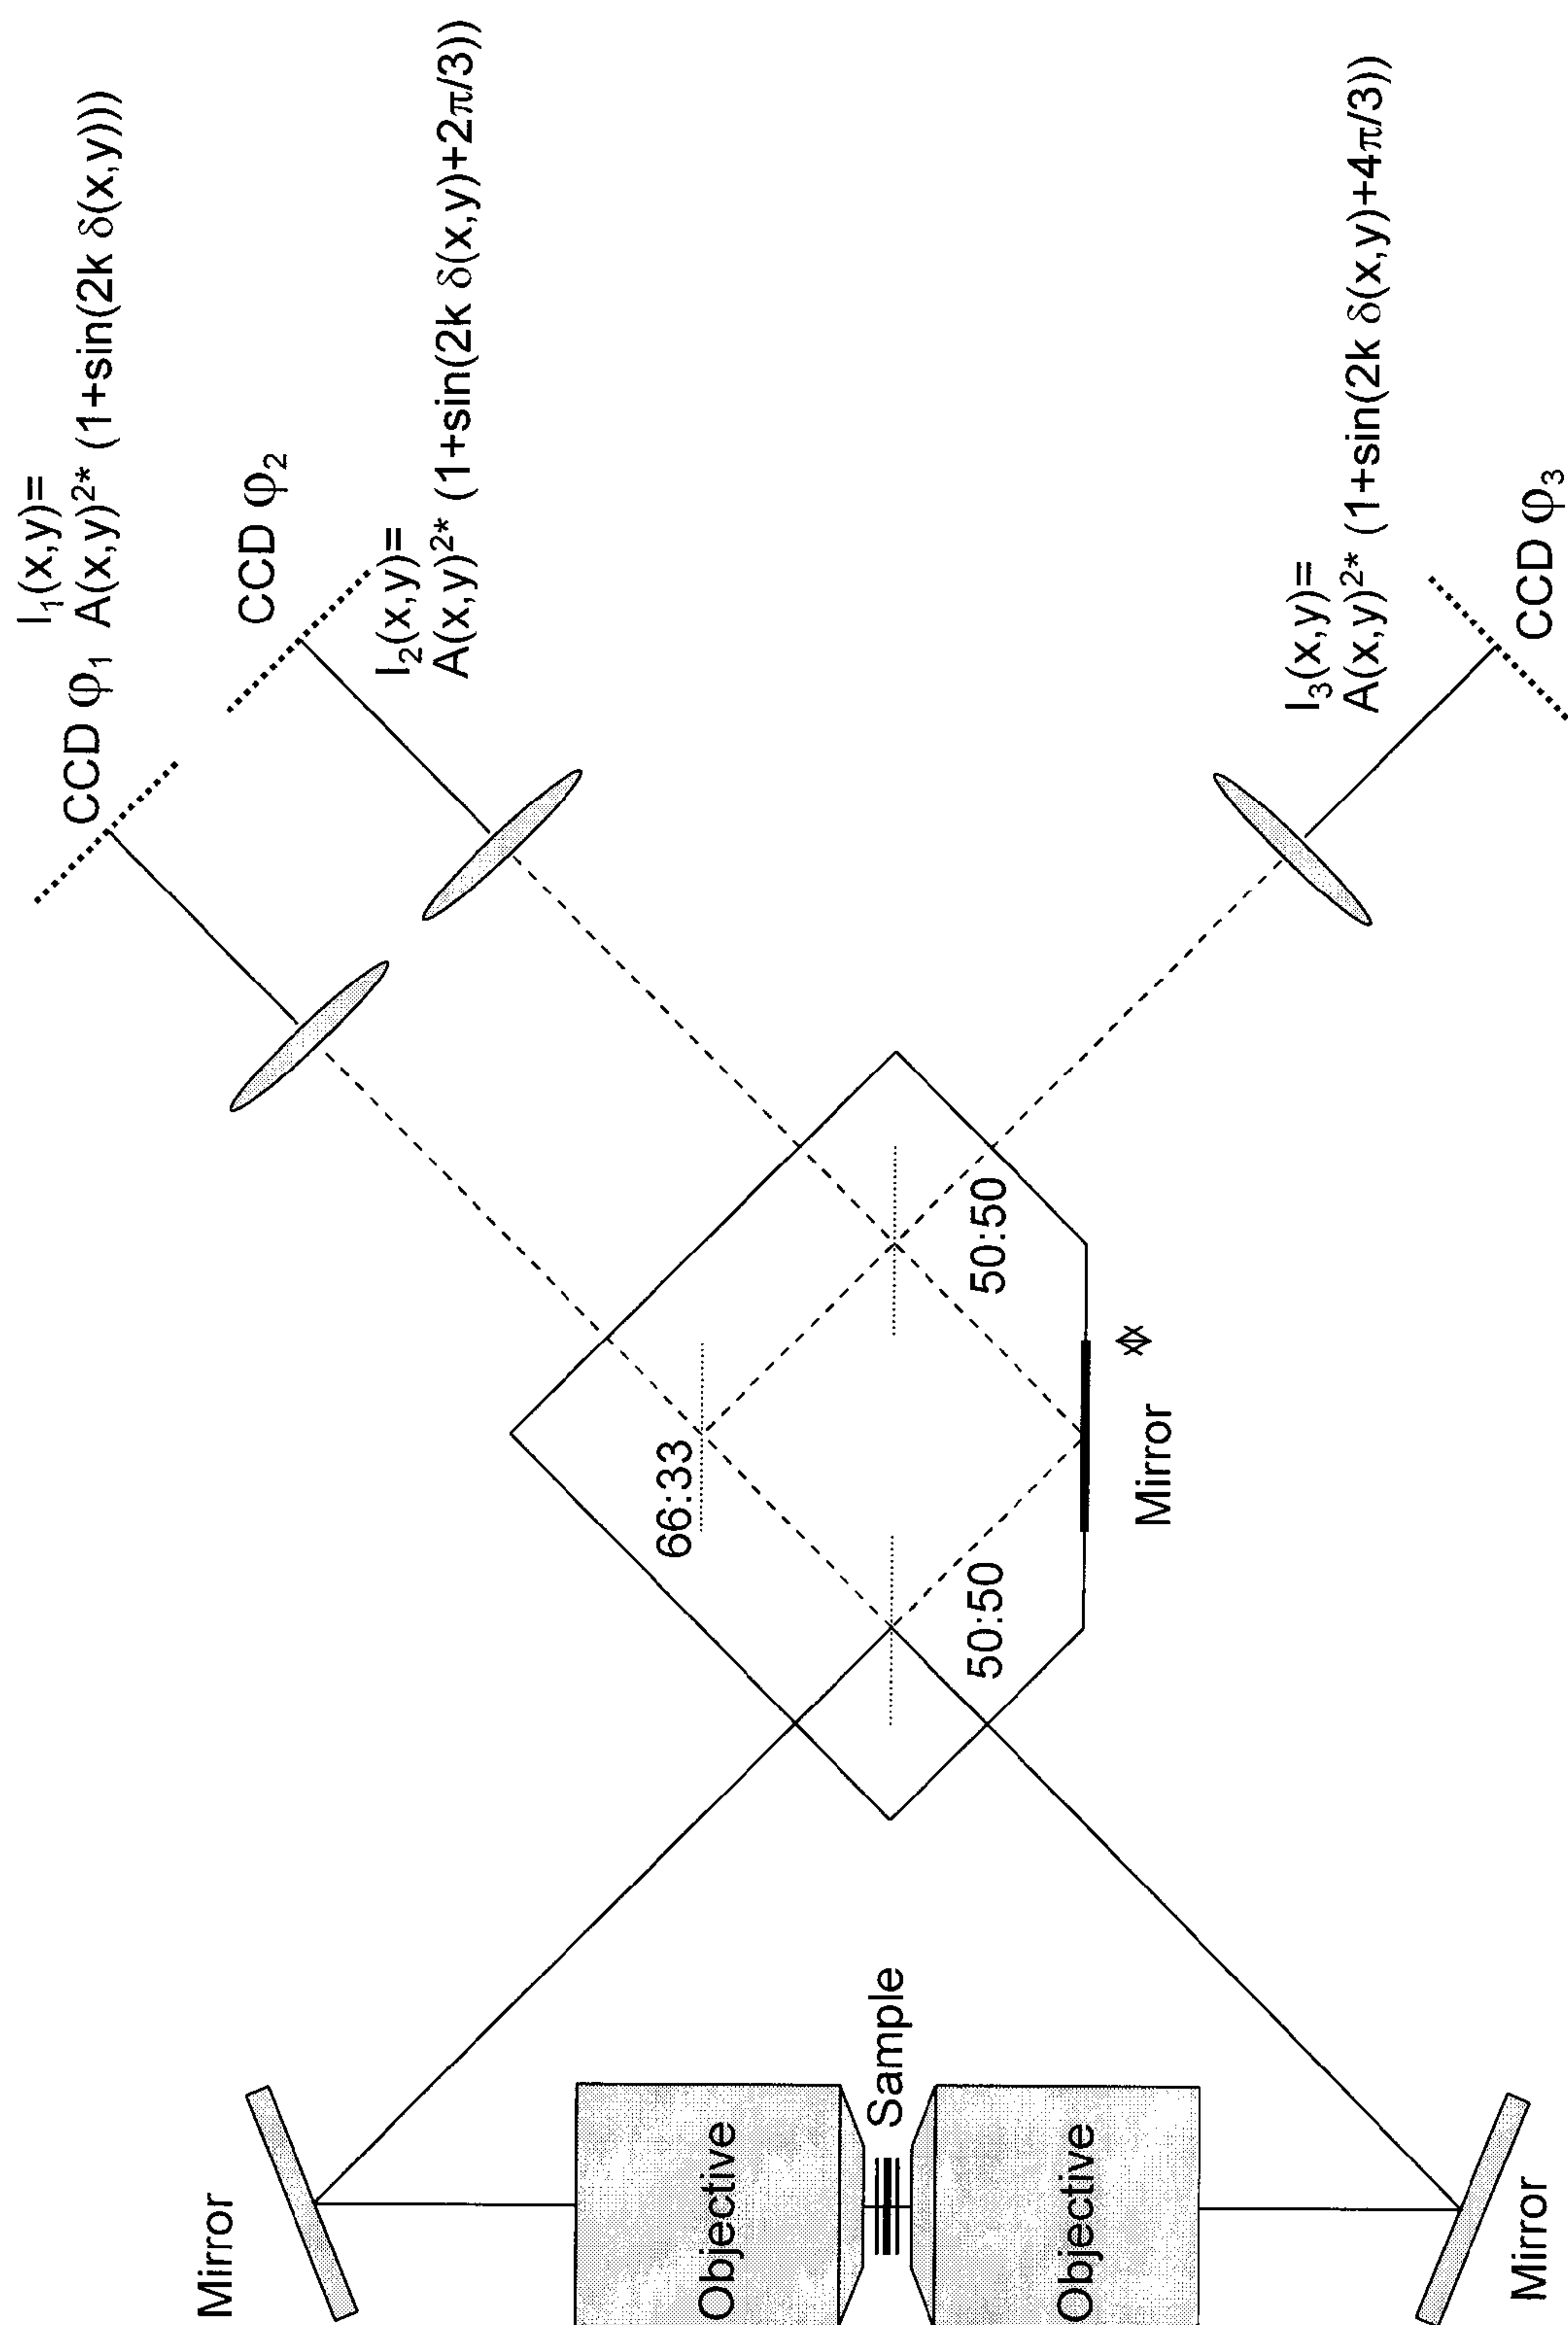 I₁(x,y)=
CCD φ₁ A(x,y)²* (1+sin(2k δ(x,y)))
CCD φ₂
I₂(x,y)=
A(x,y)²* (1+sin(2k δ(x,y)+2π/3))
Mirror
66:33
50:50
50:50
Objective
Sample
Objective
Mirror
Mirror
I₃(x,y)=
A(x,y)²* (1+sin(2k δ(x,y)+4π/3))
CCD φ₃